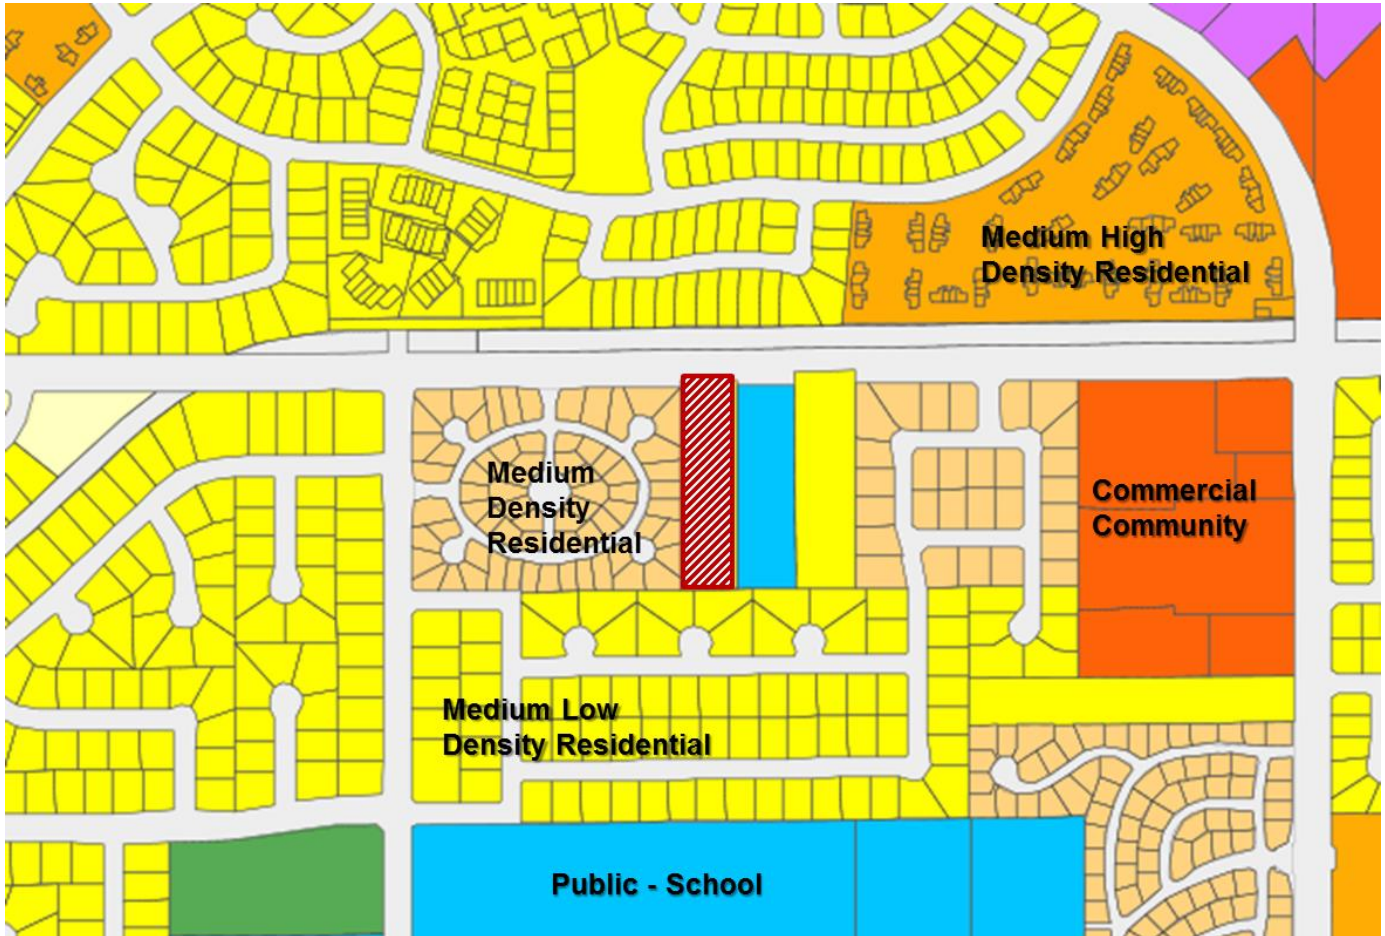 Medium High
Density Residential
Medium
Density
Residential
Commercial
Community
Medium Low
Density Residential
Public - School